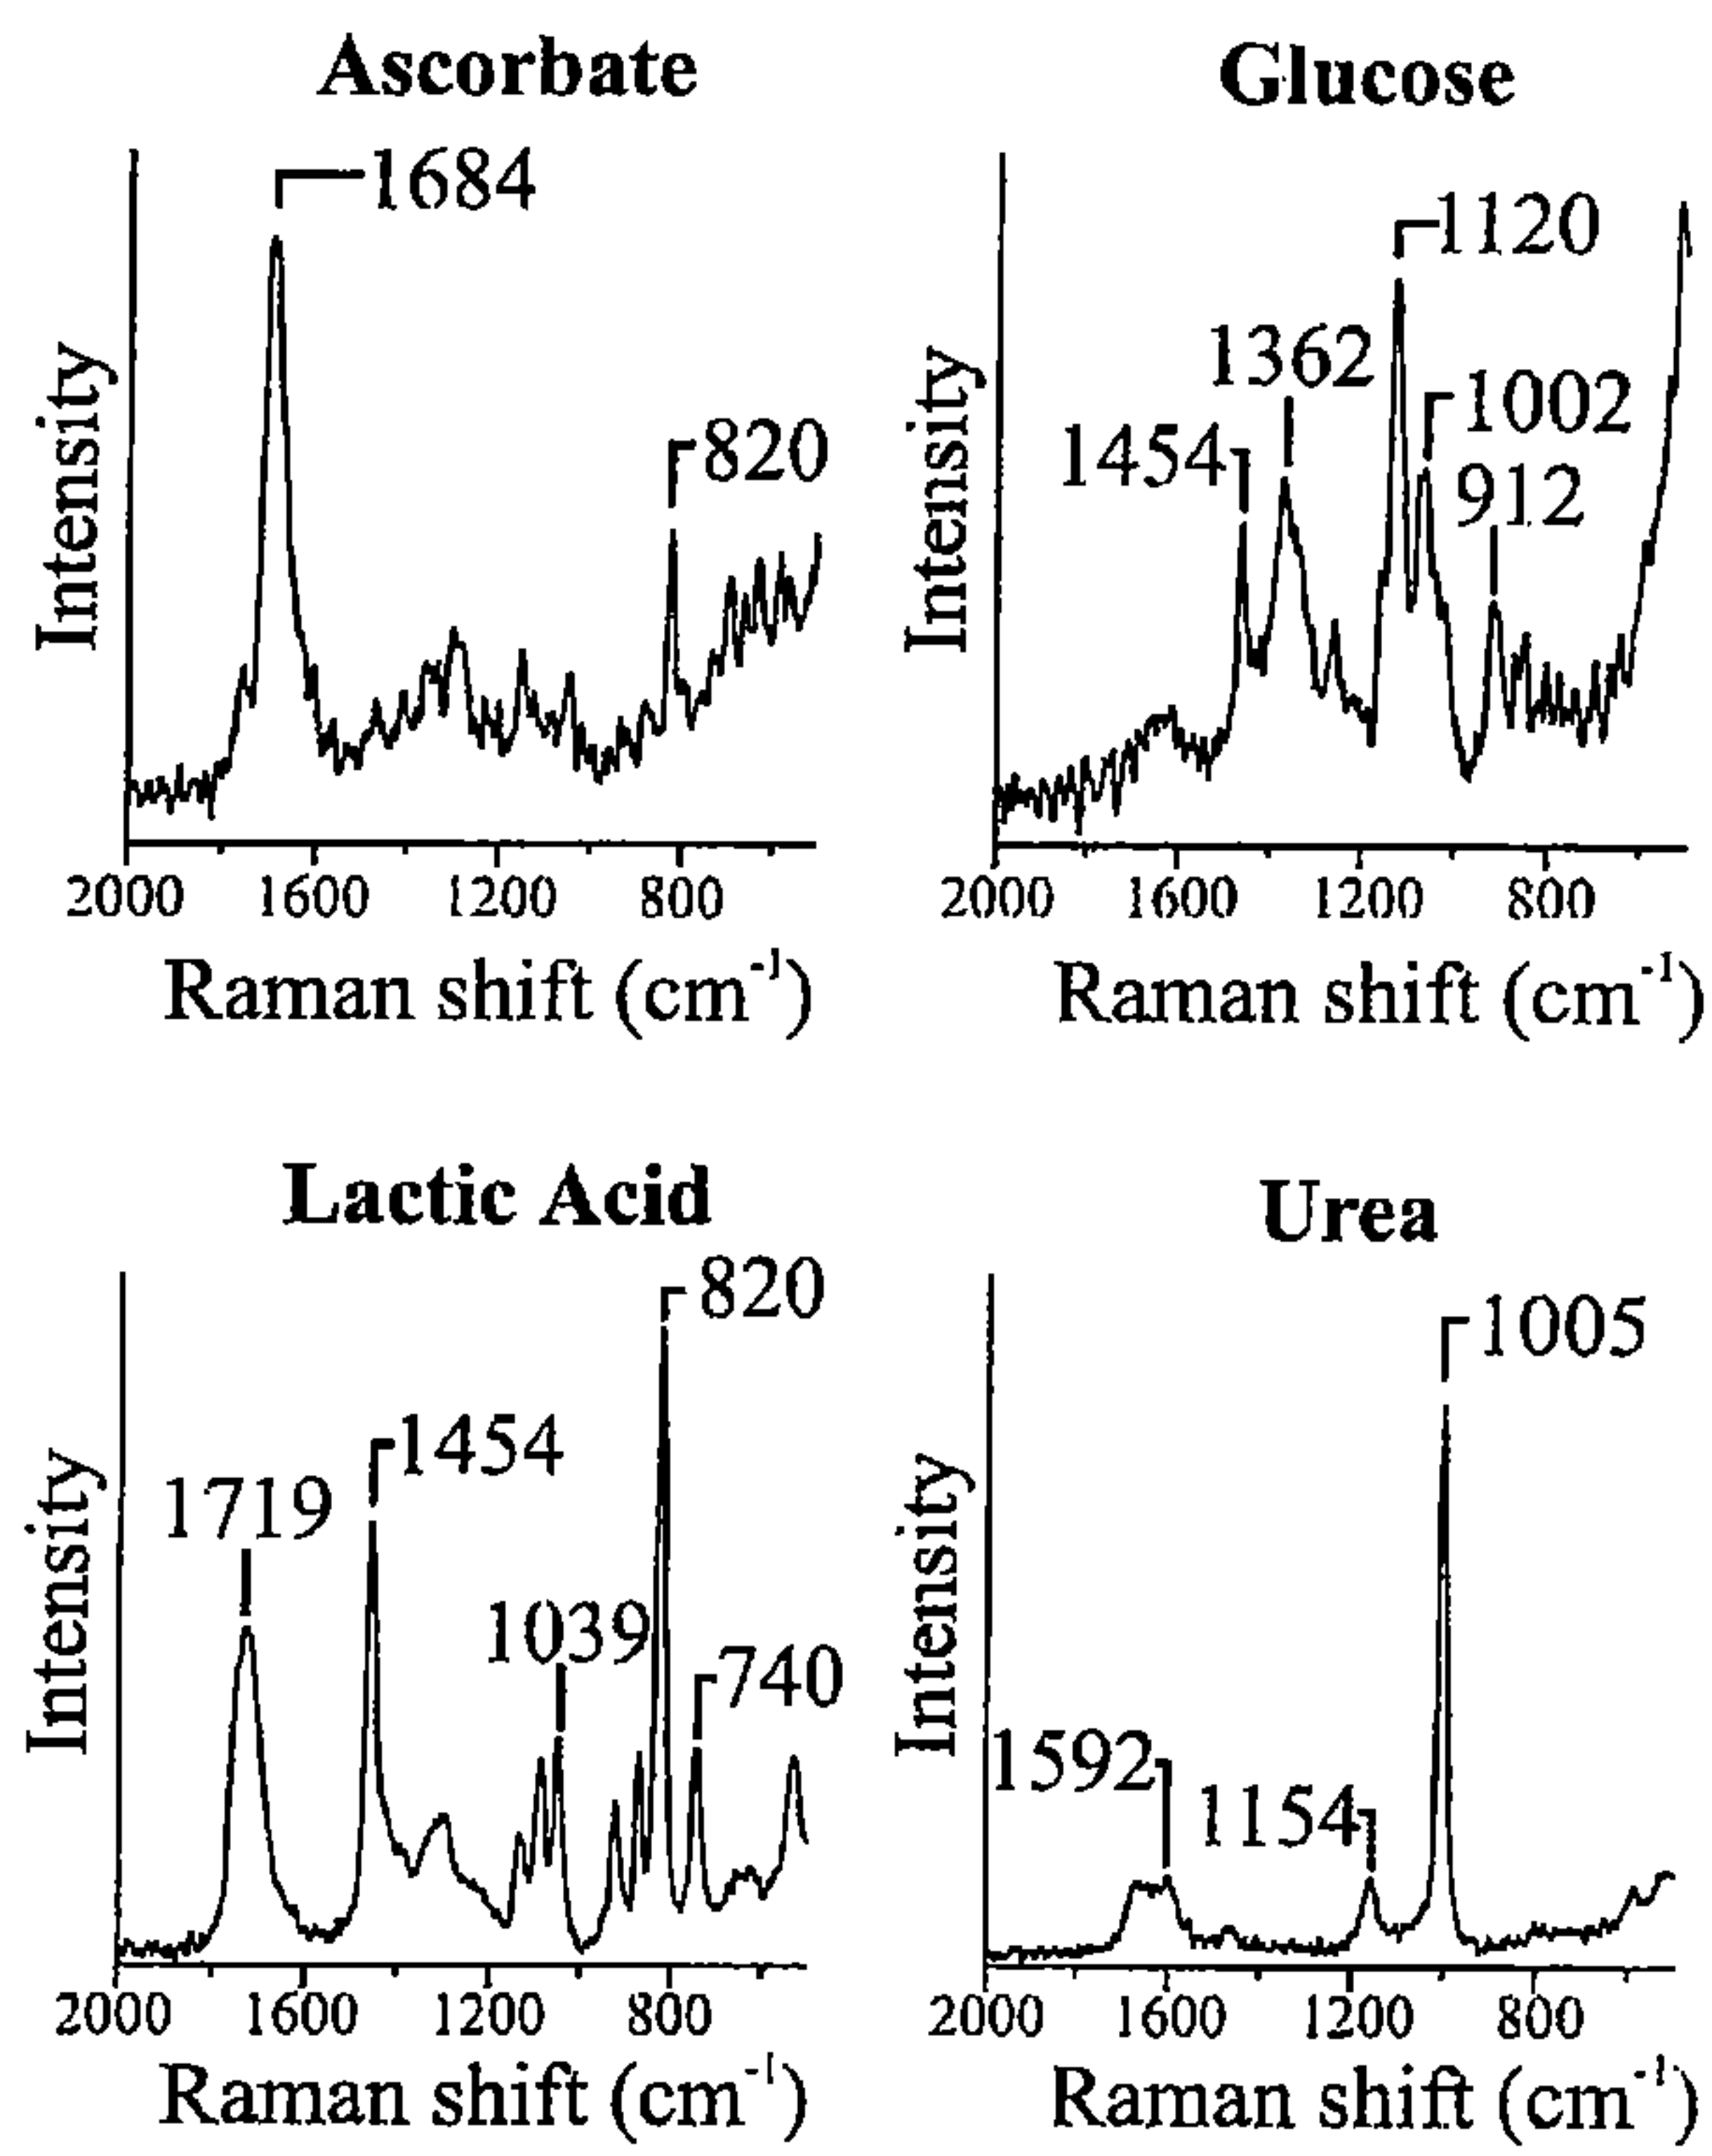 Ascorbate
1684
820
Intensity
2000 1600 1200 800
Raman shift (cm⁻¹)
Glucose
1120
1362
1002
1454
912
Intensity
2000 1600 1200 800
Raman shift (cm⁻¹)
Lactic Acid
820
1454
1719
1039
740
Intensity
2000 1600 1200 800
Raman shift (cm⁻¹)
Urea
1005
1592
1154
Intensity
2000 1600 1200 800
Raman shift (cm⁻¹)